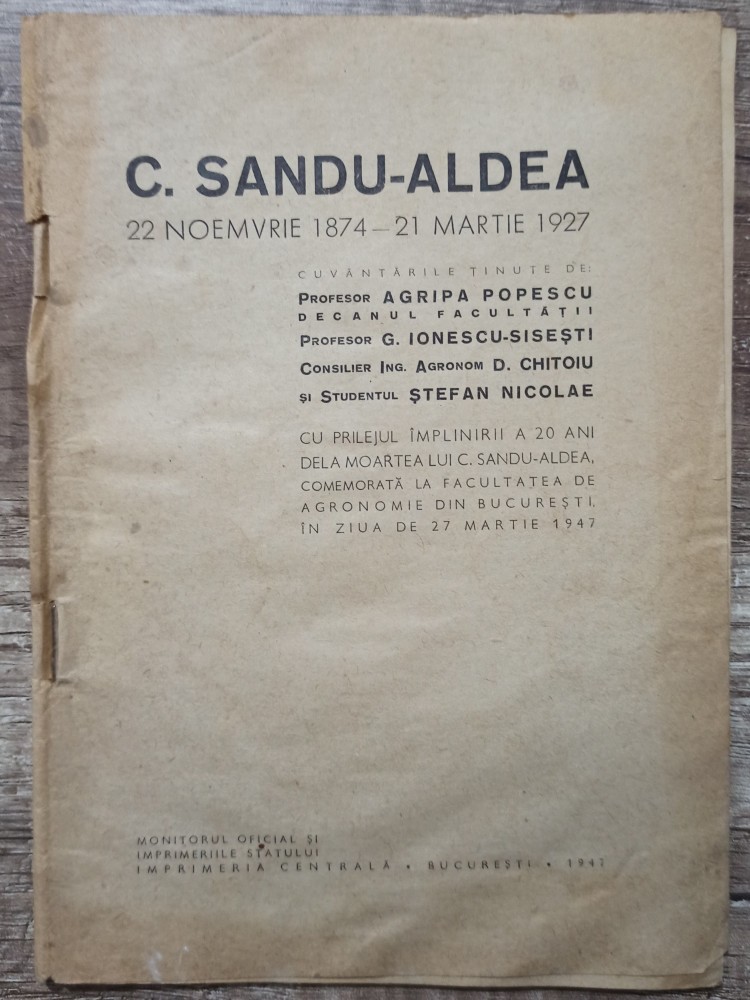 C. SANDU-ALDEA
22 NOEMVRIE 1874—21 MARTIE 1927
CUVÂNTĂRILE ȚINUTE DE:
PROFESOR AGRIPA POPESCU
DECANUL FACULTĂȚII
PROFESOR G. IONESCU-SISEȘTI
CONSILIER ING. AGRONOM D. CHITOIU
ȘI STUDENTUL ȘTEFAN NICOLAE
CU PRILEJUL ÎMPLINIRII A 20 ANI
DELA MOARTEA LUI C. SANDU-ALDEA,
COMEMORATĂ LA FACULTATEA DE
AGRONOMIE DIN BUCUREȘTI,
ÎN ZIUA DE 27 MARTIE 1947
MONITORUL OFICIAL ȘI
IMPRIMERIILE STATULUI
IMPRIMERIA CENTRALĂ • BUCUREȘTI • 1947